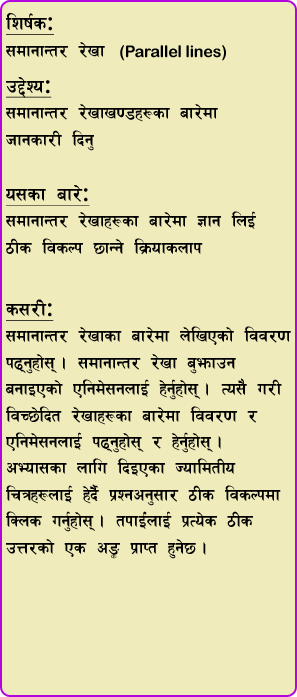 शिर्षक:
समानान्तर रेखा (Parallel lines)
उद्देश्य:
समानान्तर रेखाखण्डहरूका बारेमा
जानकारी दिनु
यसका बारे:
समानान्तर रेखाहरूका बारेमा ज्ञान लिई
ठीक विकल्प छान्ने क्रियाकलाप
कसरी:
समानान्तर रेखाका बारेमा लेखिएको विवरण
पढ्नुहोस् । समानान्तर रेखा बुझाउन
बनाइएको एनिमेसनलाई हेर्नुहोस् । त्यसै गरी
विच्छेदित रेखाहरूका बारेमा विवरण र
एनिमेसनलाई पढ्नुहोस् र हेर्नुहोस् ।
अभ्यासका लागि दिइएका ज्यामितीय
चित्रहरूलाई हेर्दै प्रश्नअनुसार ठीक विकल्पमा
क्लिक गर्नुहोस् । तपाईंलाई प्रत्येक ठीक
उत्तरको एक अङ्क प्राप्त हुनेछ ।